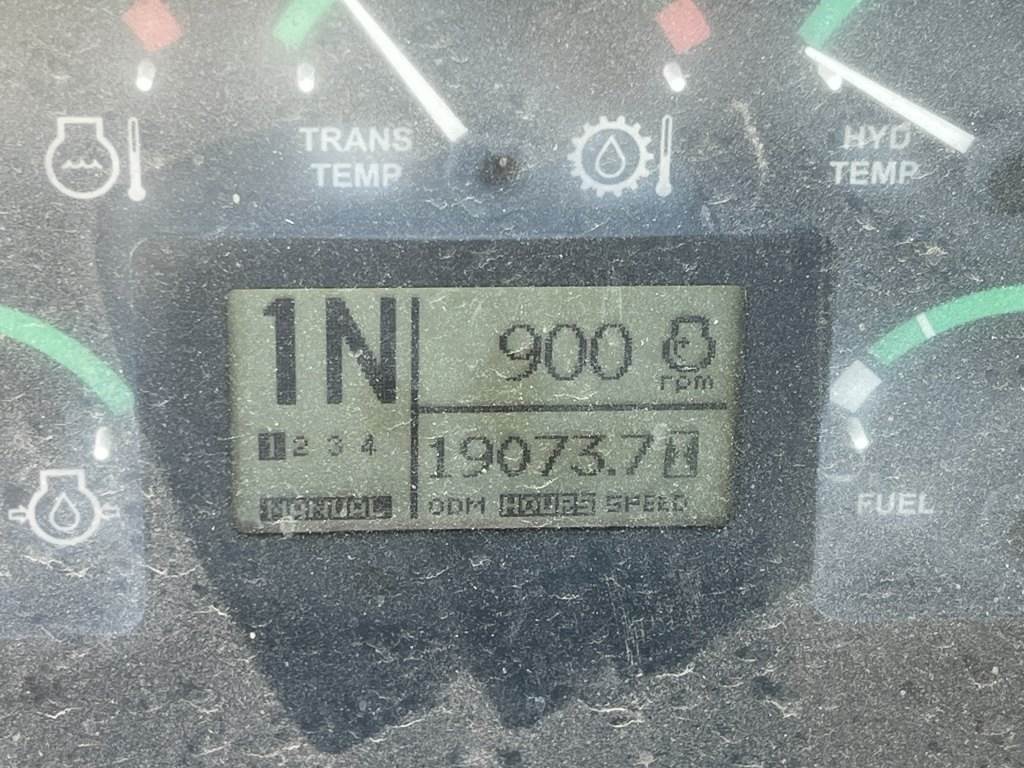 TRANS
TEMP
HYD
TEMP
1N
900
rpm
1 2 3 4
19073.7
MANUAL
ODM HOURS SPEED
FUEL